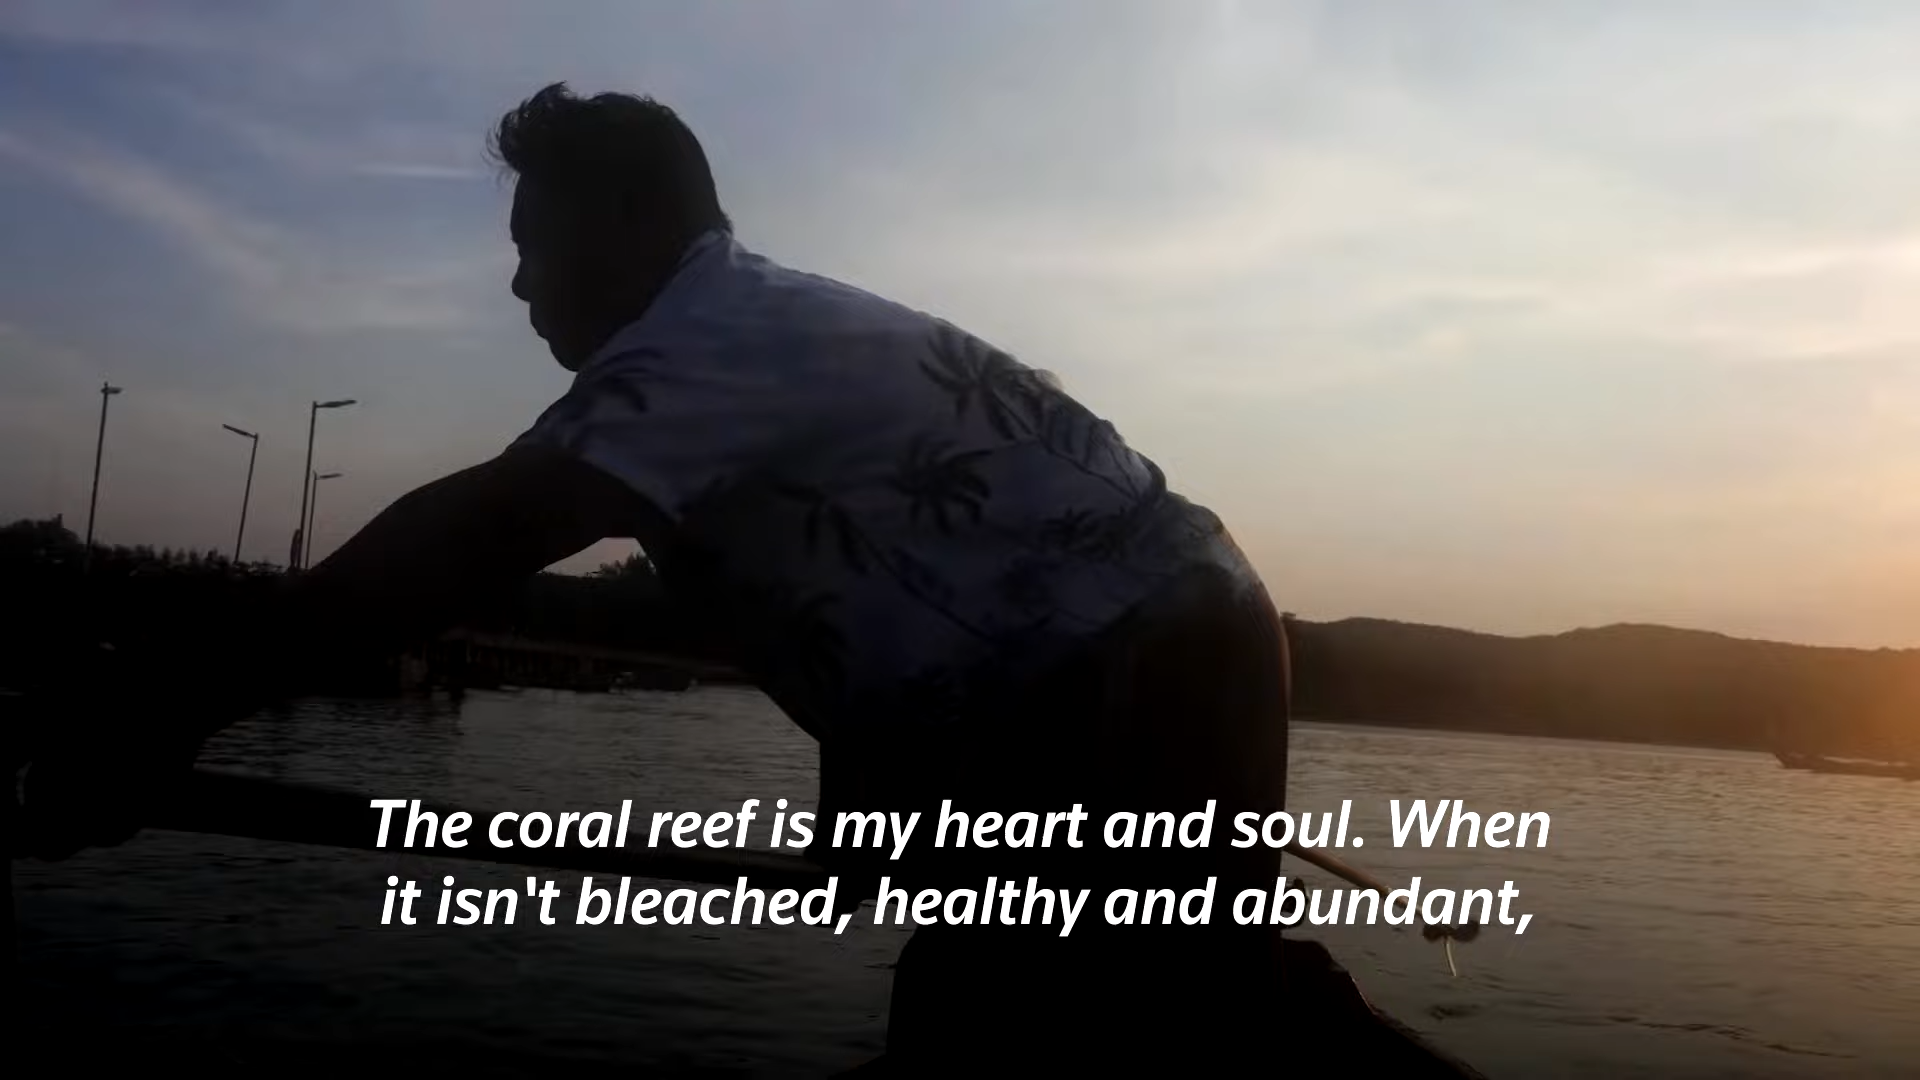 The coral reef is my heart and soul. When
it isn't bleached, healthy and abundant,